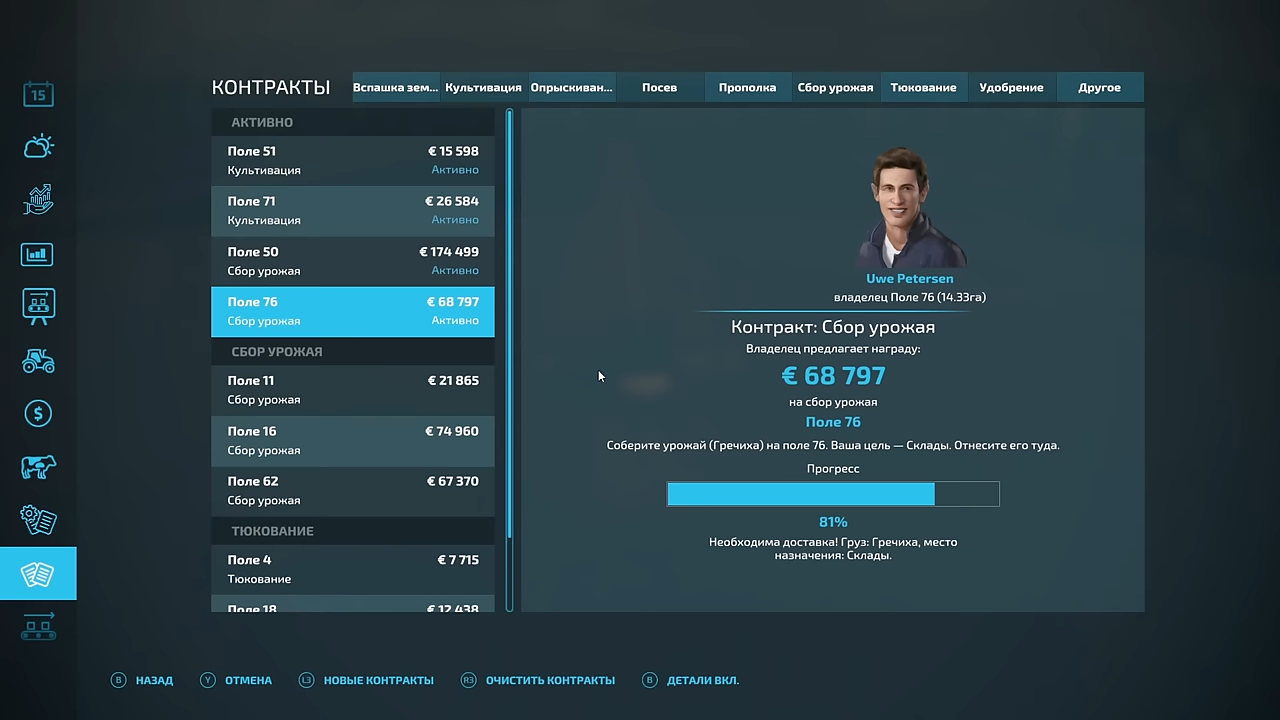 15
КОНТРАКТЫ
Вспашка зем...
Культивация
Опрыскиван...
Посев
Прополка
Сбор урожая
Тюкование
Удобрение
Другое
АКТИВНО
Поле 51 € 15 598
Культивация Активно
Поле 71 € 26 584
Культивация Активно
Поле 50 € 174 499
Сбор урожая Активно
Поле 76 € 68 797
Сбор урожая Активно
СБОР УРОЖАЯ
Поле 11 € 21 865
Сбор урожая
Поле 16 € 74 960
Сбор урожая
Поле 62 € 67 370
Сбор урожая
ТЮКОВАНИЕ
Поле 4 € 7 715
Тюкование
Поле 18 € 12 438
Uwe Petersen
владелец Поле 76 (14.33га)
Контракт: Сбор урожая
Владелец предлагает награду:
€ 68 797
на сбор урожая
Поле 76
Соберите урожай (Гречиха) на поле 76. Ваша цель — Склады. Отнесите его туда.
Прогресс
81%
Необходима доставка! Груз: Гречиха, место
назначения: Склады.
B НАЗАД
Y ОТМЕНА
L3 НОВЫЕ КОНТРАКТЫ
R3 ОЧИСТИТЬ КОНТРАКТЫ
B ДЕТАЛИ ВКЛ.